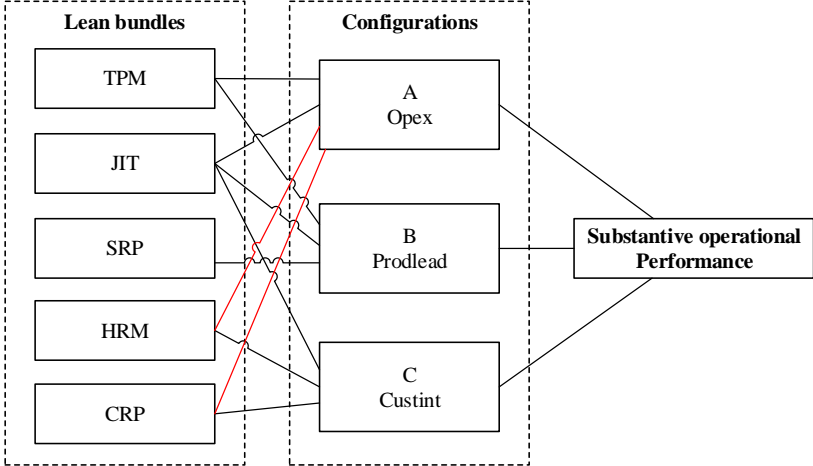 Lean bundles
Configurations
TPM
JIT
SRP
HRM
CRP
A
Opex
B
Prodlead
C
Custint
Substantive operational
Performance